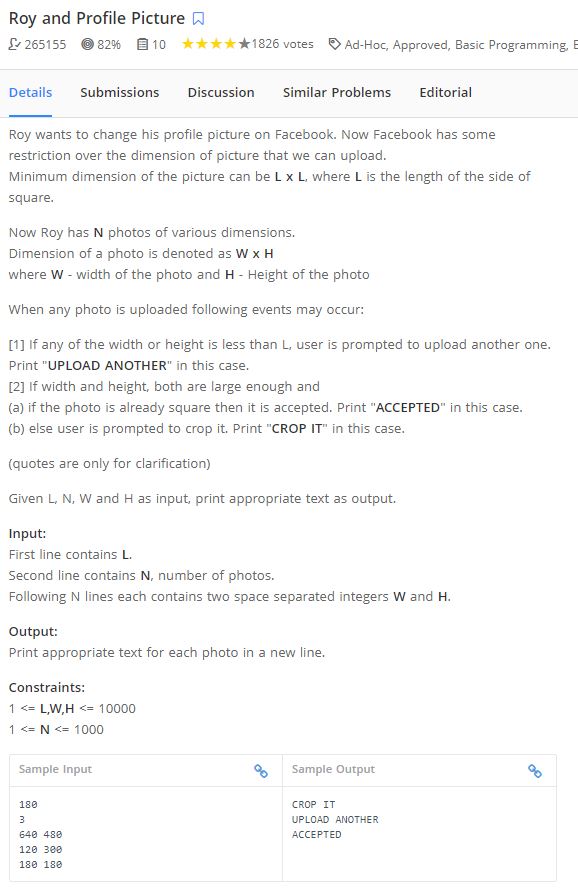 Roy and Profile Picture
265155 82% 10 1826 votes Ad-Hoc, Approved, Basic Programming,
Details Submissions Discussion Similar Problems Editorial
Roy wants to change his profile picture on Facebook. Now Facebook has some
restriction over the dimension of picture that we can upload.
Minimum dimension of the picture can be L x L, where L is the length of the side of
square.
Now Roy has N photos of various dimensions.
Dimension of a photo is denoted as W x H
where W - width of the photo and H - Height of the photo
When any photo is uploaded following events may occur:
[1] If any of the width or height is less than L, user is prompted to upload another one.
Print "UPLOAD ANOTHER" in this case.
[2] If width and height, both are large enough and
(a) if the photo is already square then it is accepted. Print "ACCEPTED" in this case.
(b) else user is prompted to crop it. Print "CROP IT" in this case.
(quotes are only for clarification)
Given L, N, W and H as input, print appropriate text as output.
Input:
First line contains L.
Second line contains N, number of photos.
Following N lines each contains two space separated integers W and H.
Output:
Print appropriate text for each photo in a new line.
Constraints:
1 <= L,W,H <= 10000
1 <= N <= 1000
Sample Input Sample Output
180 CROP IT
3 UPLOAD ANOTHER
640 480 ACCEPTED
120 300
180 180